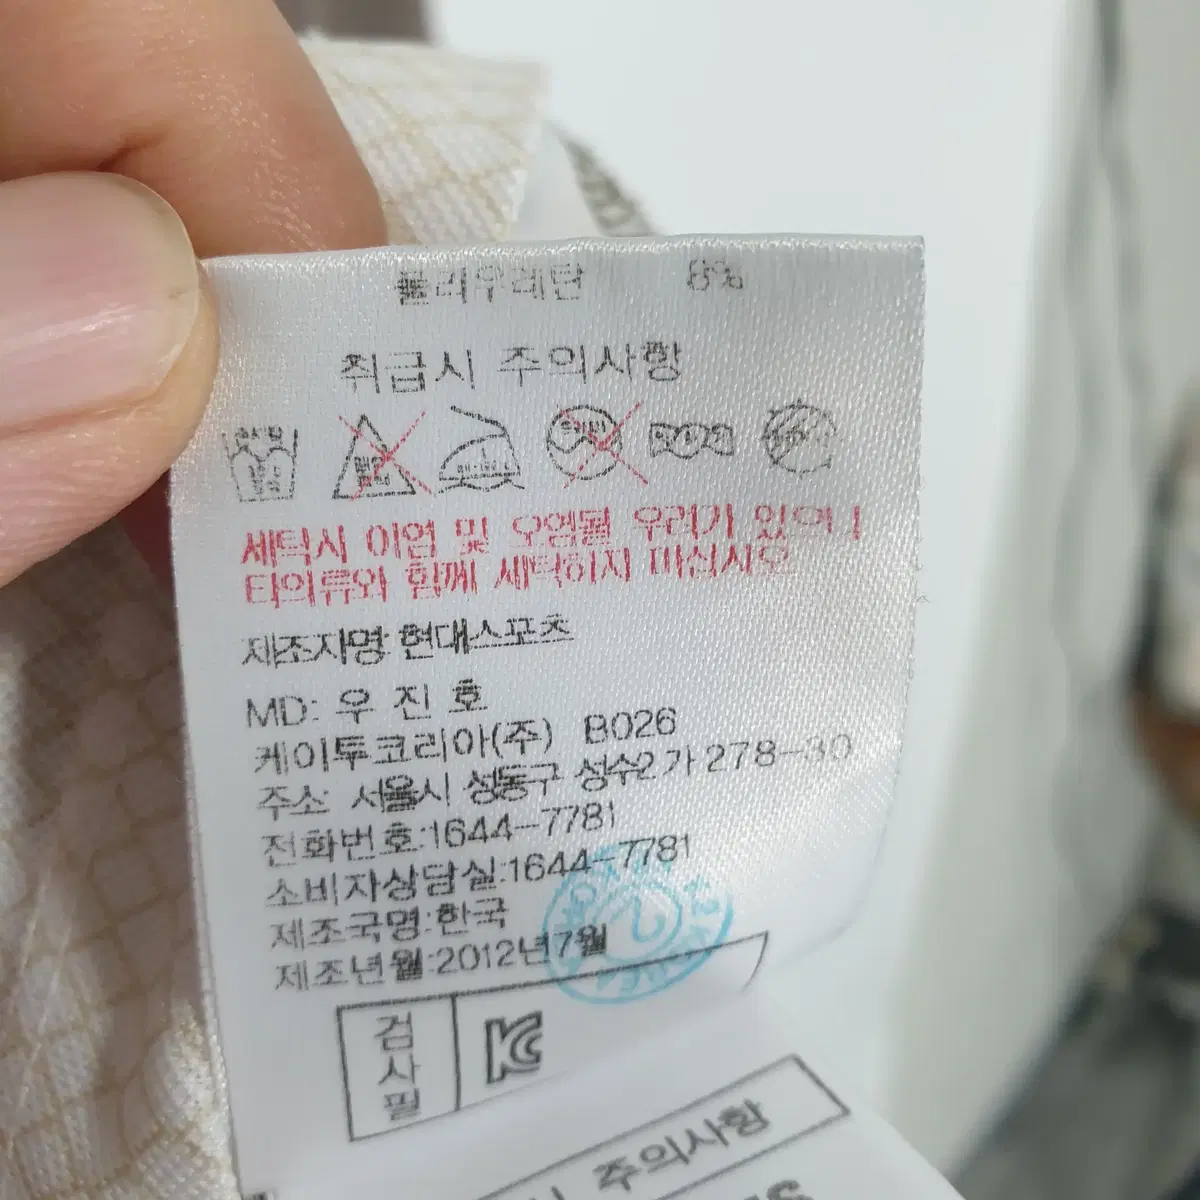 폴리우레탄 8%
취급시 주의사항
세탁시 이염 및 오염될 우려가 있으니
타의류와 함께 세탁하지 마십시오
제조자명:현대스포츠
MD: 우 진 호
케이투코리아(주) B026
주소: 서울시 성동구 성수2가 278-30
전화번호:1644-7781
소비자상담실:1644-7781
제조국명:한국
제조년월:2012년7월
검사필 KC
주의사항